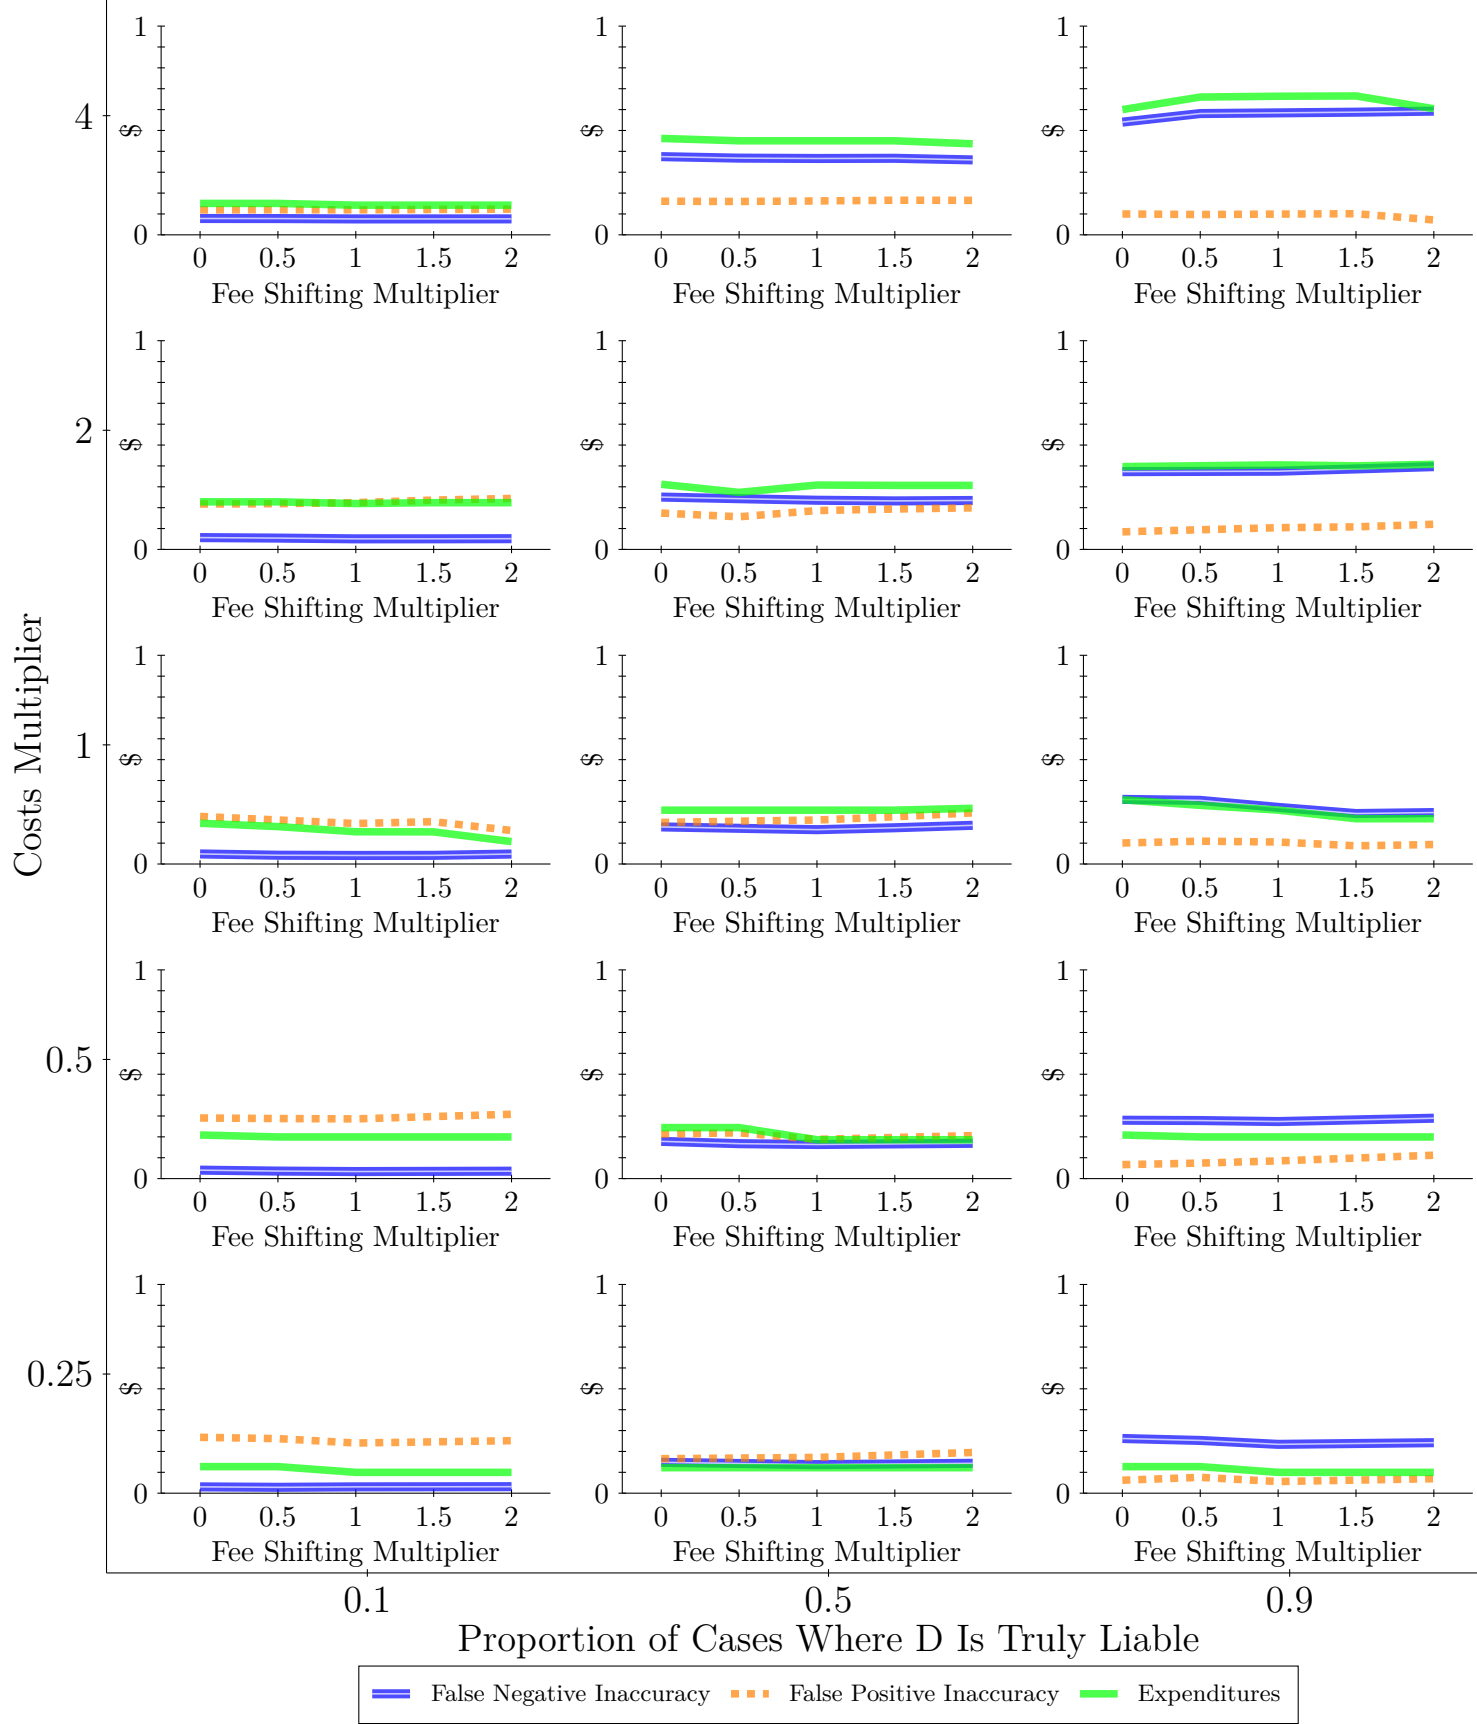 Costs Multiplier
4
1
$
0
0 0.5 1 1.5 2
Fee Shifting Multiplier
1
$
0
0 0.5 1 1.5 2
Fee Shifting Multiplier
1
$
0
0 0.5 1 1.5 2
Fee Shifting Multiplier
2
1
$
0
0 0.5 1 1.5 2
Fee Shifting Multiplier
1
$
0
0 0.5 1 1.5 2
Fee Shifting Multiplier
1
$
0
0 0.5 1 1.5 2
Fee Shifting Multiplier
1
1
$
0
0 0.5 1 1.5 2
Fee Shifting Multiplier
1
$
0
0 0.5 1 1.5 2
Fee Shifting Multiplier
1
$
0
0 0.5 1 1.5 2
Fee Shifting Multiplier
0.5
1
$
0
0 0.5 1 1.5 2
Fee Shifting Multiplier
1
$
0
0 0.5 1 1.5 2
Fee Shifting Multiplier
1
$
0
0 0.5 1 1.5 2
Fee Shifting Multiplier
0.25
1
$
0
0 0.5 1 1.5 2
Fee Shifting Multiplier
1
$
0
0 0.5 1 1.5 2
Fee Shifting Multiplier
1
$
0
0 0.5 1 1.5 2
Fee Shifting Multiplier
0.1 0.5 0.9
Proportion of Cases Where D Is Truly Liable
False Negative Inaccuracy False Positive Inaccuracy Expenditures